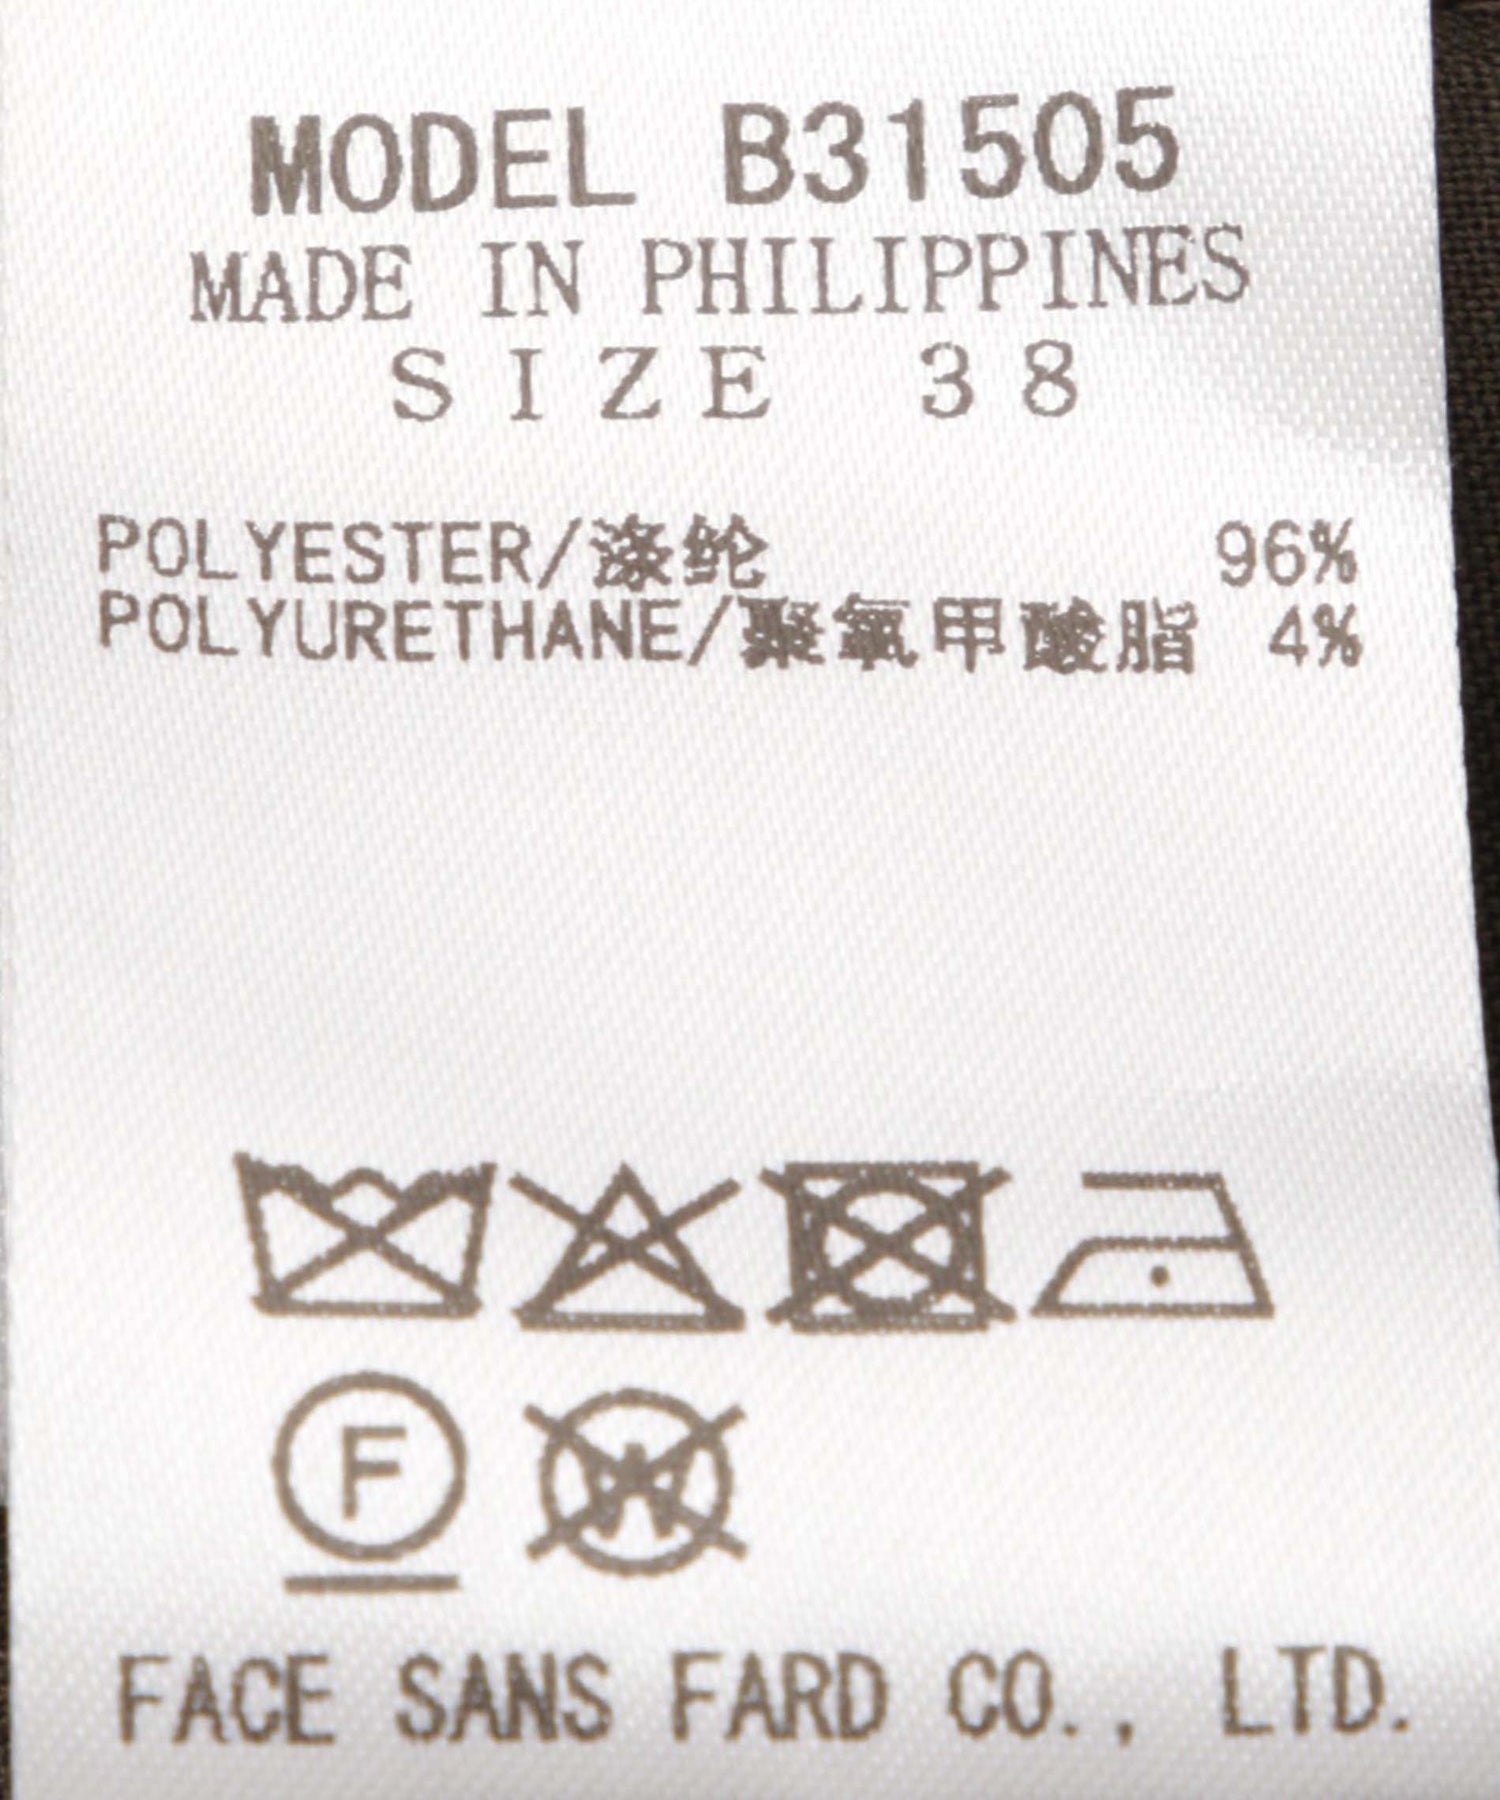 MODEL B31505
MADE IN PHILIPPINES
SIZE 38
POLYESTER/涤纶 96%
POLYURETHANE/聚氨甲酸脂 4%
F
W
FACE SANS FARD CO., LTD.